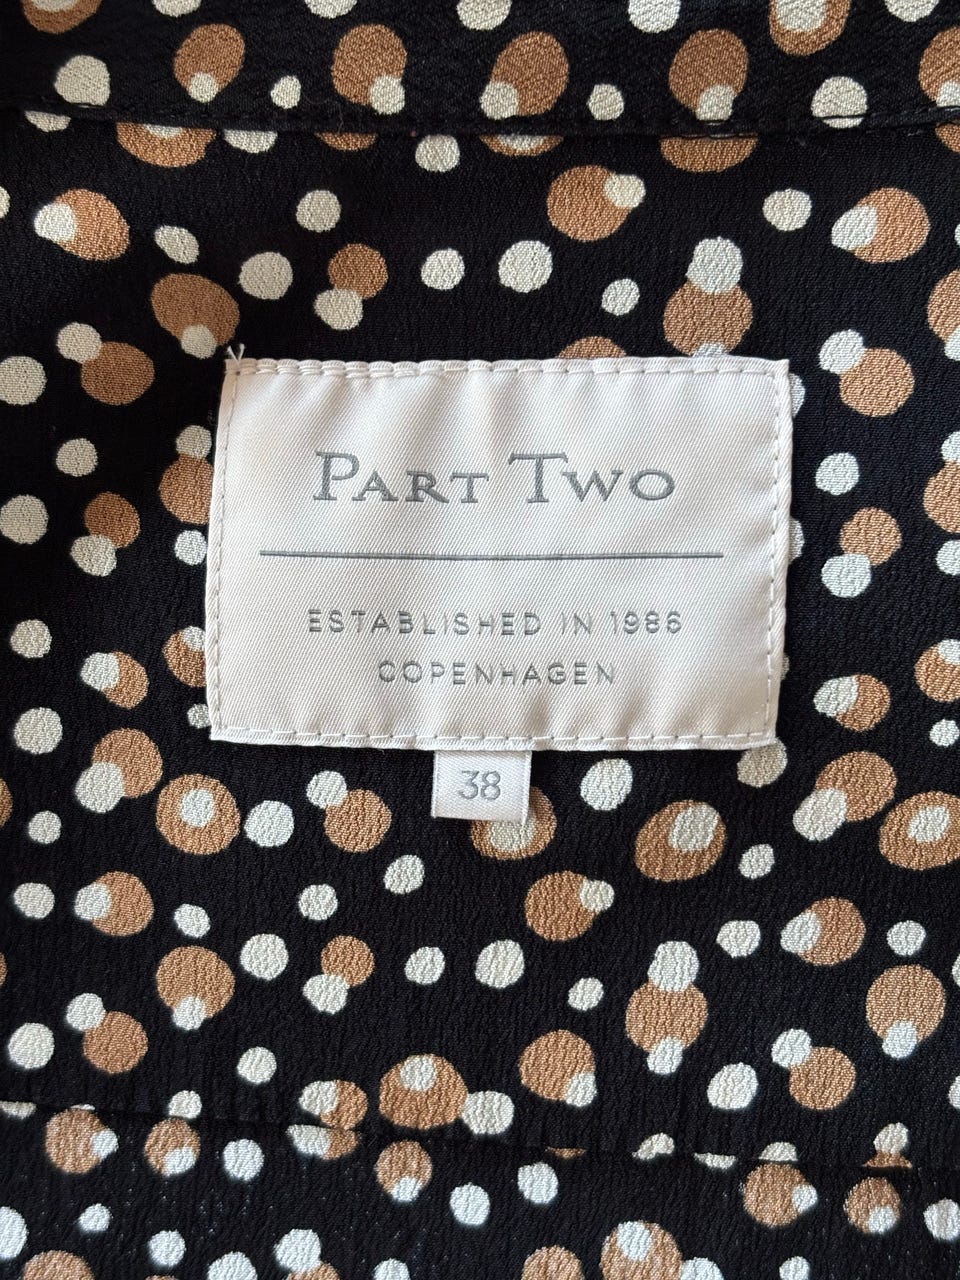 PART TWO
ESTABLISHED IN 1986
COPENHAGEN
38